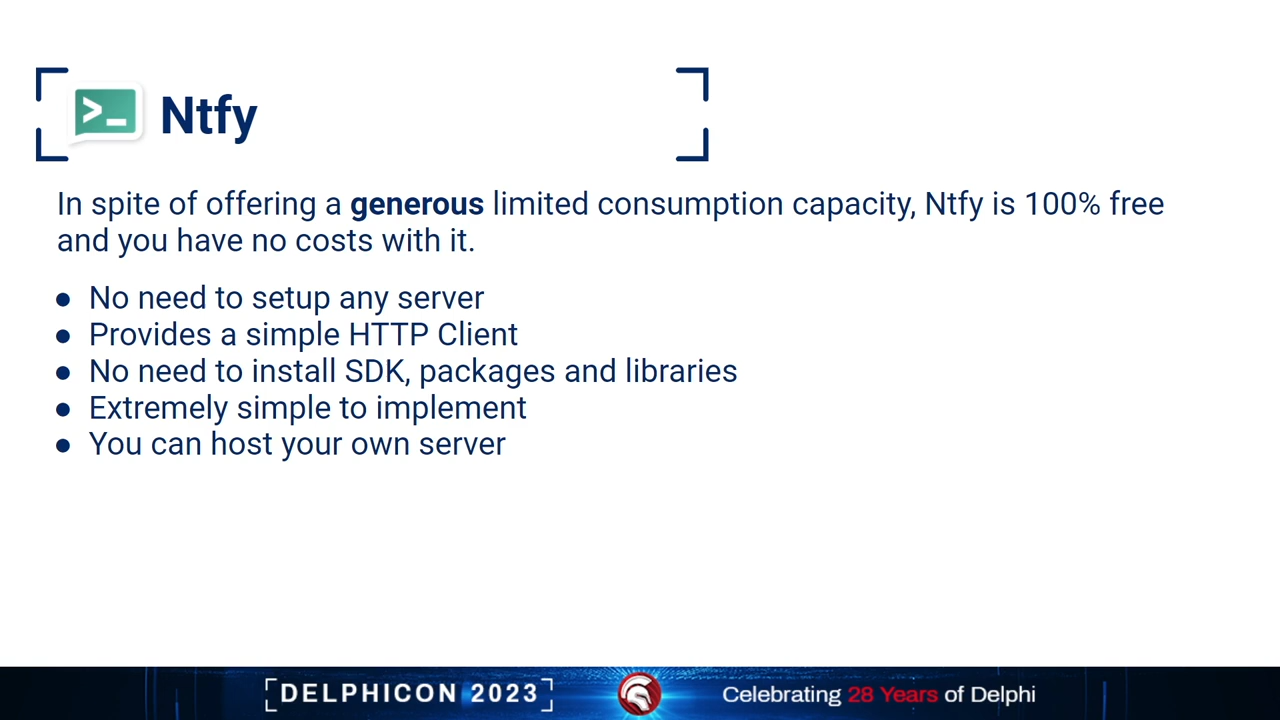 Ntfy
In spite of offering a generous limited consumption capacity, Ntfy is 100% free
and you have no costs with it.
● No need to setup any server
● Provides a simple HTTP Client
● No need to install SDK, packages and libraries
● Extremely simple to implement
● You can host your own server
DELPHICON 2023
Celebrating 28 Years of Delphi